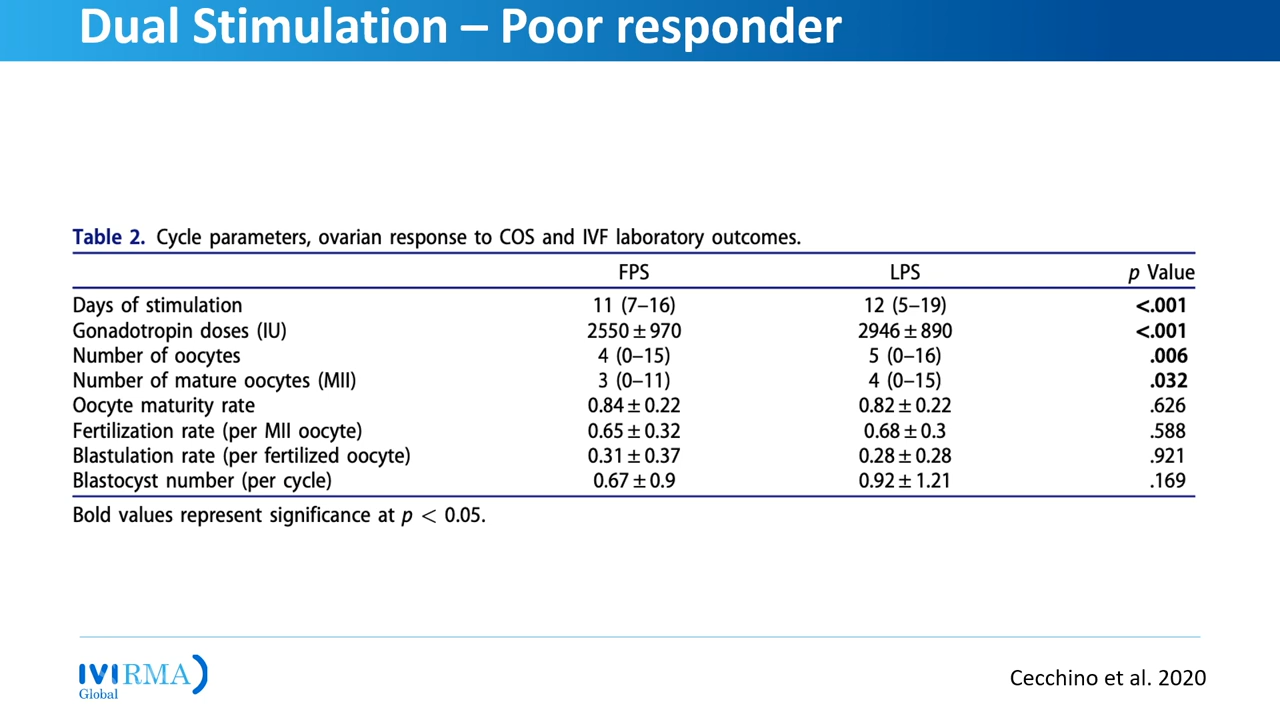 Dual Stimulation – Poor responder
Table 2. Cycle parameters, ovarian response to COS and IVF laboratory outcomes.
FPS LPS p Value
Days of stimulation 11 (7–16) 12 (5–19) <.001
Gonadotropin doses (IU) 2550 ± 970 2946 ± 890 <.001
Number of oocytes 4 (0–15) 5 (0–16) .006
Number of mature oocytes (MII) 3 (0–11) 4 (0–15) .032
Oocyte maturity rate 0.84 ± 0.22 0.82 ± 0.22 .626
Fertilization rate (per MII oocyte) 0.65 ± 0.32 0.68 ± 0.3 .588
Blastulation rate (per fertilized oocyte) 0.31 ± 0.37 0.28 ± 0.28 .921
Blastocyst number (per cycle) 0.67 ± 0.9 0.92 ± 1.21 .169
Bold values represent significance at p < 0.05.
IVIRMA
Global
Cecchino et al. 2020